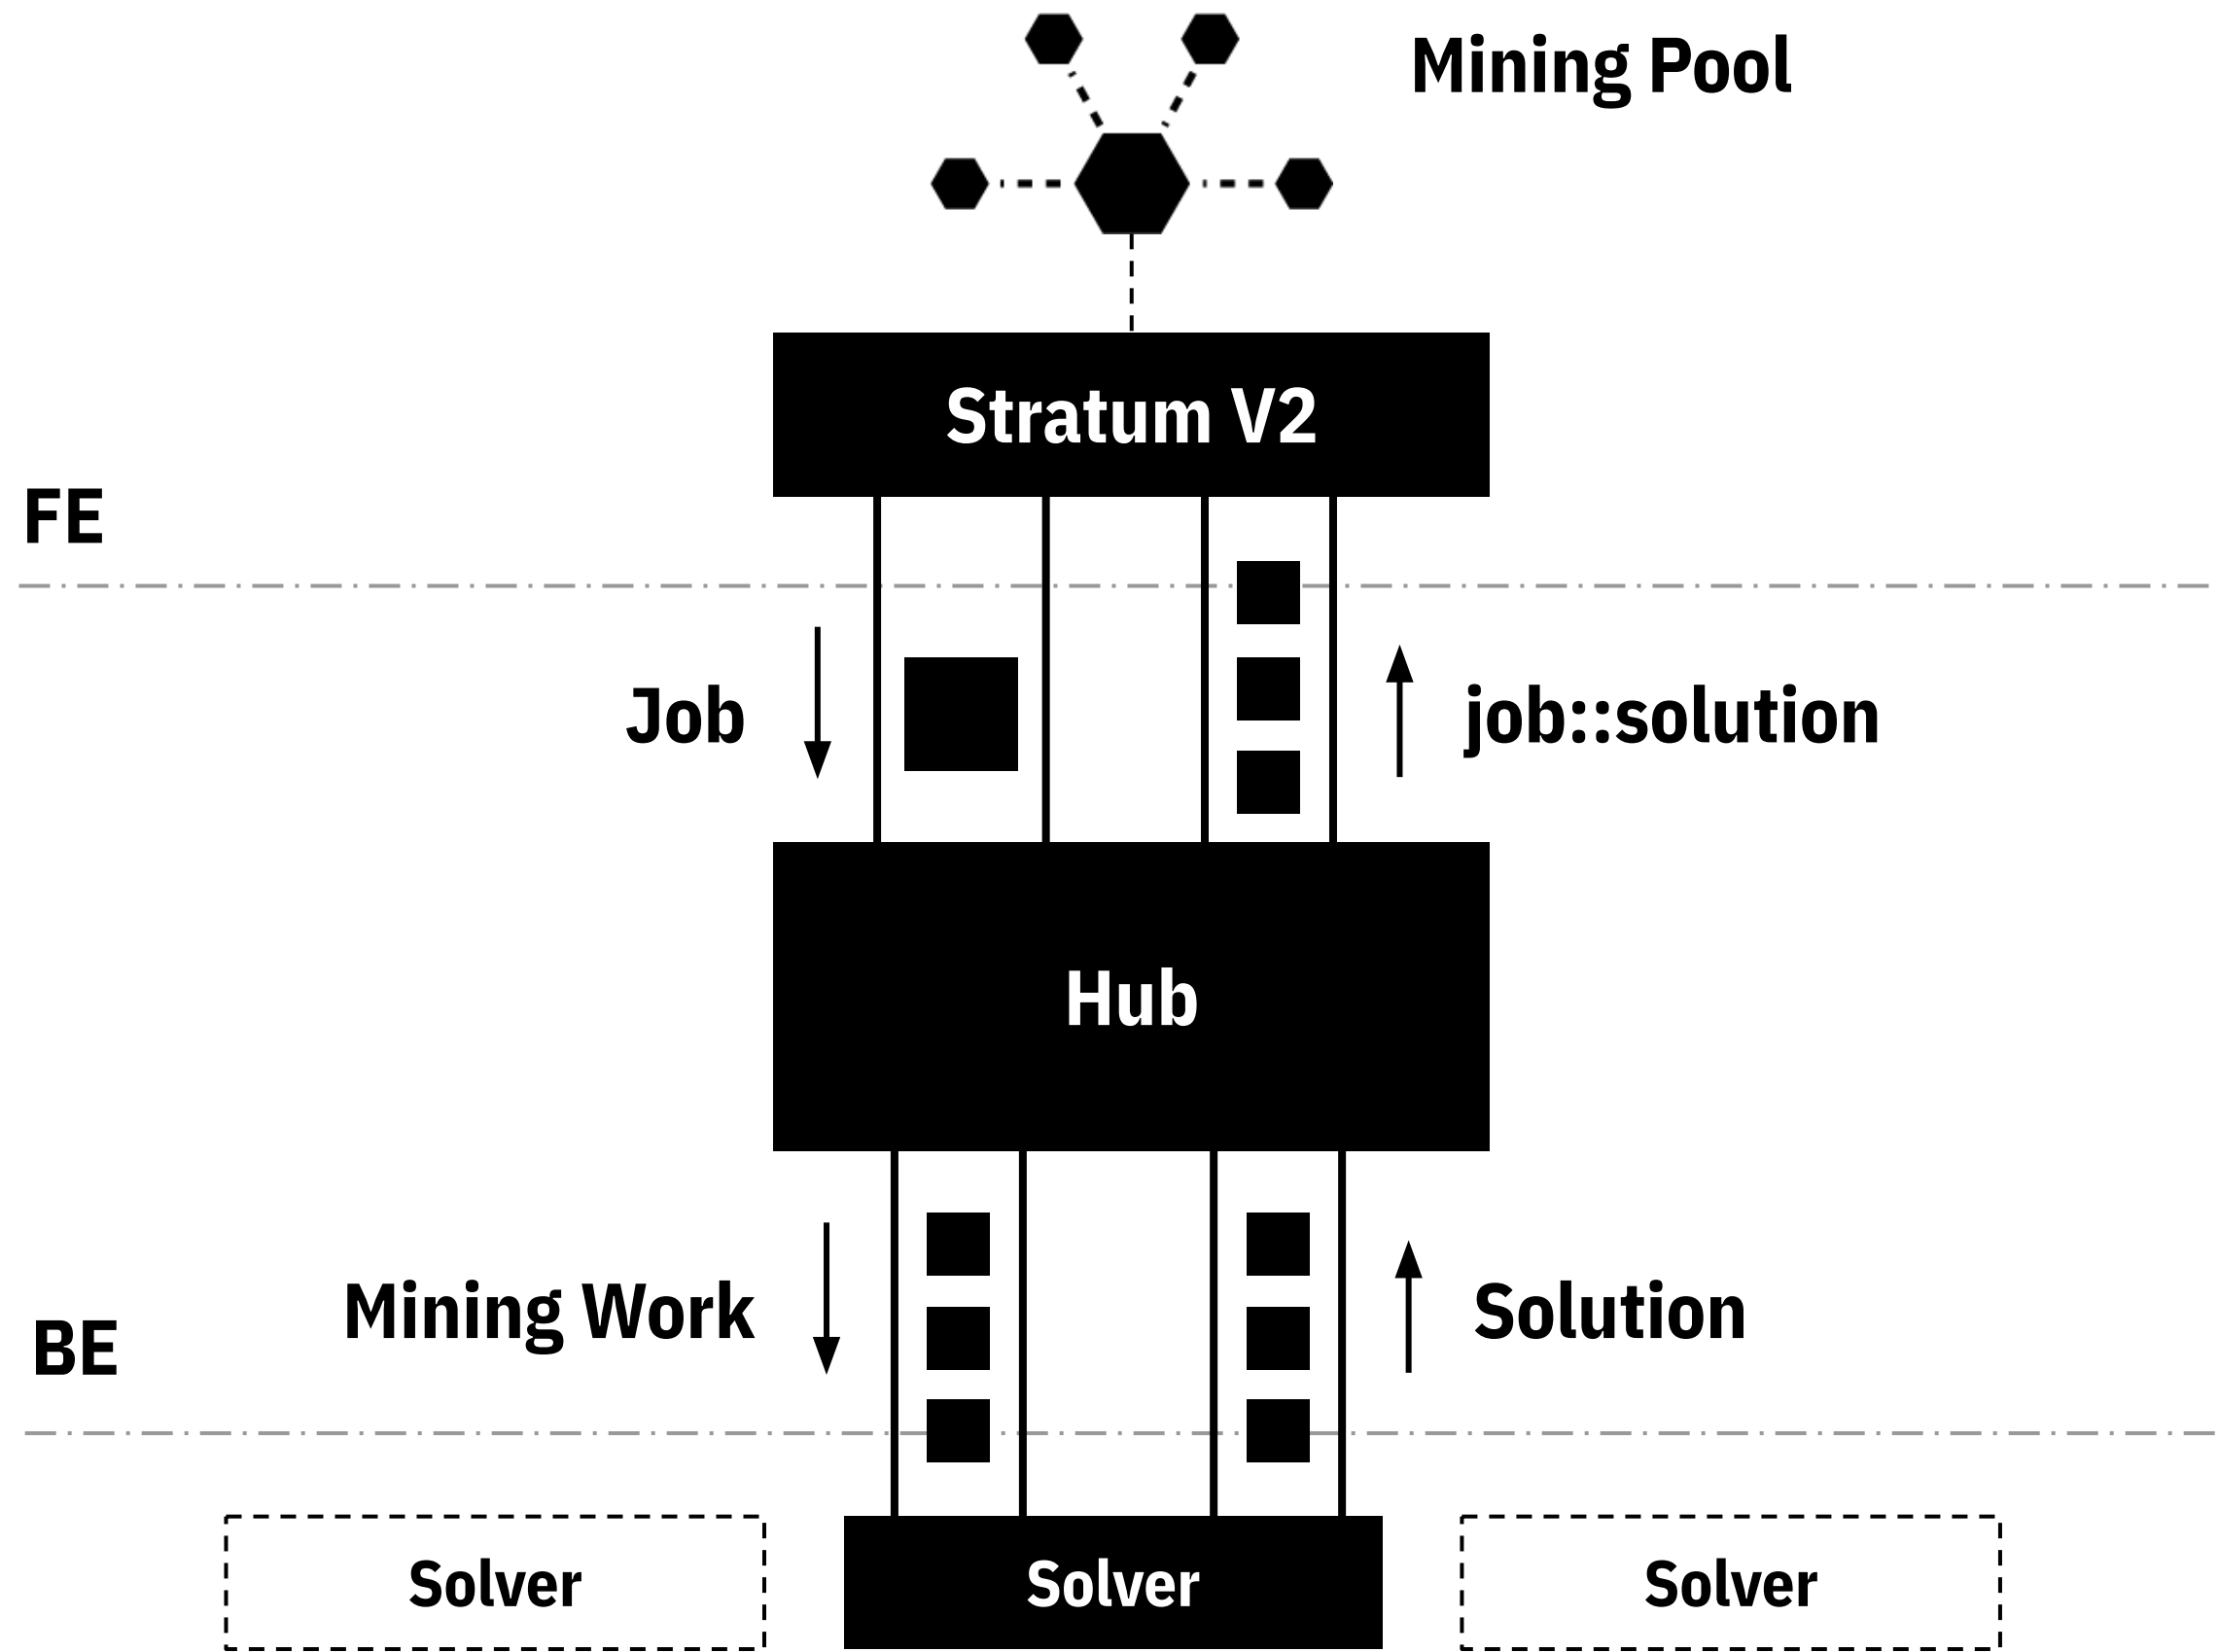 Mining Pool
Stratum V2
FE
Job
job::solution
Hub
Mining Work
Solution
BE
Solver
Solver
Solver